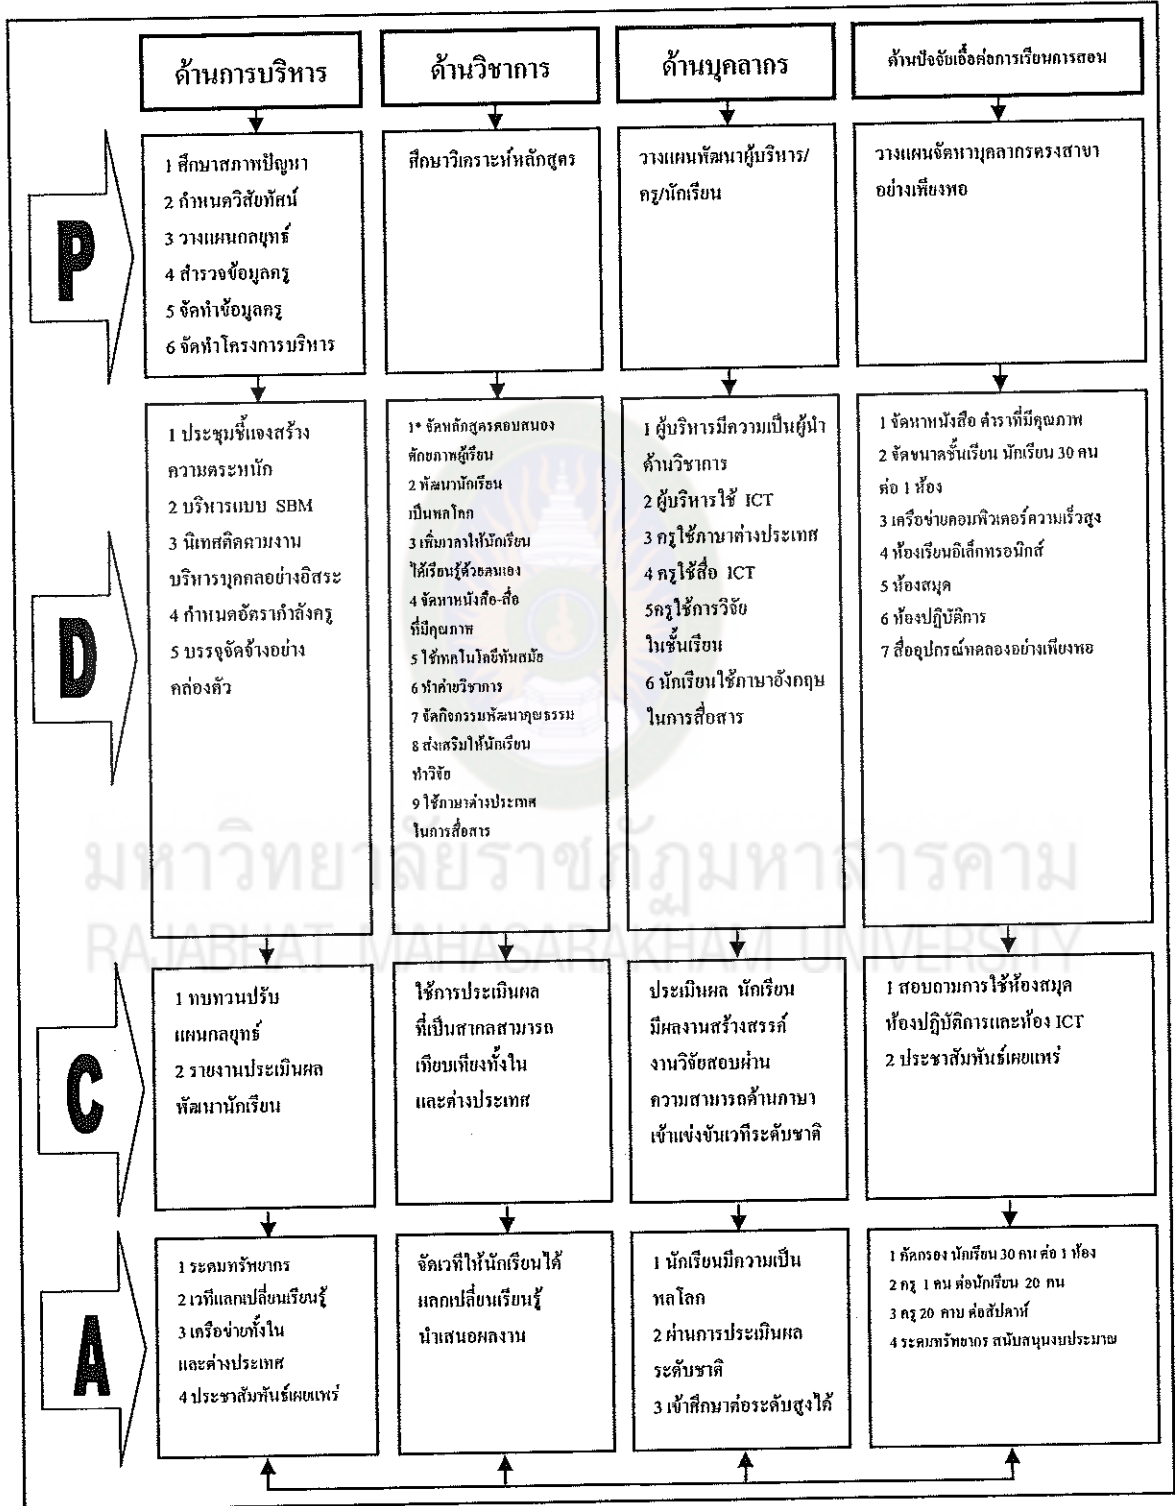 ด้านการบริหาร
ด้านวิชาการ
ด้านบุคลากร
ด้านปัจจัยเอื้อต่อการเรียนการสอน
P
1 ศึกษาสภาพปัญหา
2 กำหนดวิสัยทัศน์
3 วางแผนกลยุทธ์
4 สำรวจข้อมูลครู
5 จัดทำข้อมูลครู
6 จัดทำโครงการบริหาร
ศึกษาวิเคราะห์หลักสูตร
วางแผนพัฒนาผู้บริหาร/
ครู/นักเรียน
วางแผนจัดหาบุคลากรตรงสาขา
อย่างเพียงพอ
D
1 ประชุมชี้แจงสร้าง
ความตระหนัก
2 บริหารแบบ SBM
3 นิเทศติดตามงาน
บริหารบุคคลอย่างอิสระ
4 กำหนดอัตรากำลังครู
5 บรรจุจัดจ้างอย่าง
คล่องตัว
1* จัดหลักสูตรตอบสนอง
ศักยภาพผู้เรียน
2 พัฒนานักเรียน
เป็นพลโลก
3 เพิ่มเวลาให้นักเรียน
ได้เรียนรู้ด้วยตนเอง
4 จัดหาหนังสือ-สื่อ
ที่มีคุณภาพ
5 ใช้เทคโนโลยีทันสมัย
6 ทำค่ายวิชาการ
7 จัดกิจกรรมพัฒนาคุณธรรม
8 ส่งเสริมให้นักเรียน
ทำวิจัย
9 ใช้ภาษาต่างประเทศ
ในการสื่อสาร
1 ผู้บริหารมีความเป็นผู้นำ
ด้านวิชาการ
2 ผู้บริหารใช้ ICT
3 ครูใช้ภาษาต่างประเทศ
4 ครูใช้สื่อ ICT
5ครูใช้การวิจัย
ในชั้นเรียน
6 นักเรียนใช้ภาษาอังกฤษ
ในการสื่อสาร
1 จัดหาหนังสือ ตำราที่มีคุณภาพ
2 จัดขนาดชั้นเรียน นักเรียน 30 คน
ต่อ 1 ห้อง
3 เครือข่ายคอมพิวเตอร์ความเร็วสูง
4 ห้องเรียนอิเล็กทรอนิกส์
5 ห้องสมุด
6 ห้องปฏิบัติการ
7 สื่ออุปกรณ์ทดลองอย่างเพียงพอ
มหาวิทยาลัยราชภัฏมหาสารคาม
RAJABHAT MAHASARAKHAM UNIVERSITY
C
1 ทบทวนปรับ
แผนกลยุทธ์
2 รายงานประเมินผล
พัฒนานักเรียน
ใช้การประเมินผล
ที่เป็นสากลสามารถ
เทียบเคียงทั้งใน
และต่างประเทศ
ประเมินผล นักเรียน
มีผลงานสร้างสรรค์
งานวิจัยสอบผ่าน
ความสามารถด้านภาษา
เข้าแข่งขันเวทีระดับชาติ
1 สอบถามการใช้ห้องสมุด
ห้องปฏิบัติการและห้อง ICT
2 ประชาสัมพันธ์เผยแพร่
A
1 ระดมทรัพยากร
2 เวทีแลกเปลี่ยนเรียนรู้
3 เครือข่ายทั้งใน
และต่างประเทศ
4 ประชาสัมพันธ์เผยแพร่
จัดเวทีให้นักเรียนได้
แลกเปลี่ยนเรียนรู้
นำเสนอผลงาน
1 นักเรียนมีความเป็น
พลโลก
2 ผ่านการประเมินผล
ระดับชาติ
3 เข้าศึกษาต่อระดับสูงได้
1 คัดกรอง นักเรียน 30 คน ต่อ 1 ห้อง
2 ครู 1 คน ต่อนักเรียน 20 คน
3 ครู 20 คาบ ต่อสัปดาห์
4 ระดมทรัพยากร สนับสนุนงบประมาณ